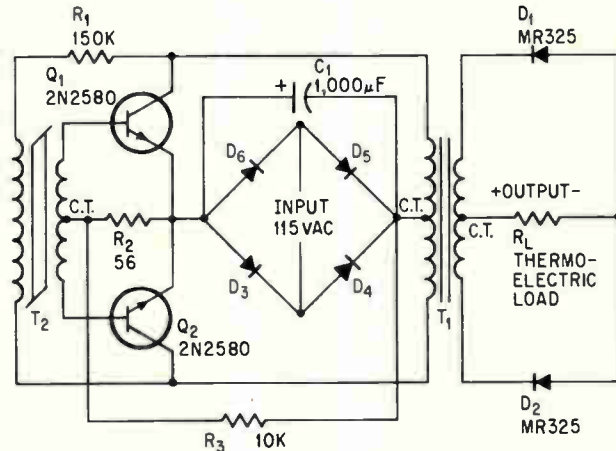 R1
150K
Q1
2N2580
C1
+
1,000µF
D1
MR325
D6
D5
INPUT
115 VAC
C.T.
R2
56
C.T.
+OUTPUT-
C.T.
RL
THERMO-
ELECTRIC
LOAD
D3
D4
T2
T1
Q2
2N2580
R3
10K
D2
MR325